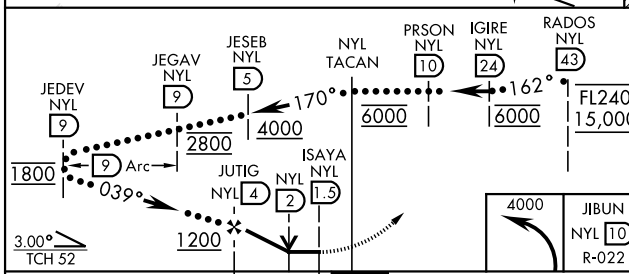 RADOS
NYL
43
IGIRE
NYL
24
PRSON
NYL
10
NYL
TACAN
JESEB
NYL
5
JEGAV
NYL
9
JEDEV
NYL
9
162°
FL240
15,000
6000
6000
170°
4000
2800
9 Arc
1800
039°
JUTIG
NYL 4
NYL
2
ISAYA
NYL
1.5
1200
3.00°
TCH 52
4000
JIBUN
NYL 10
R-022